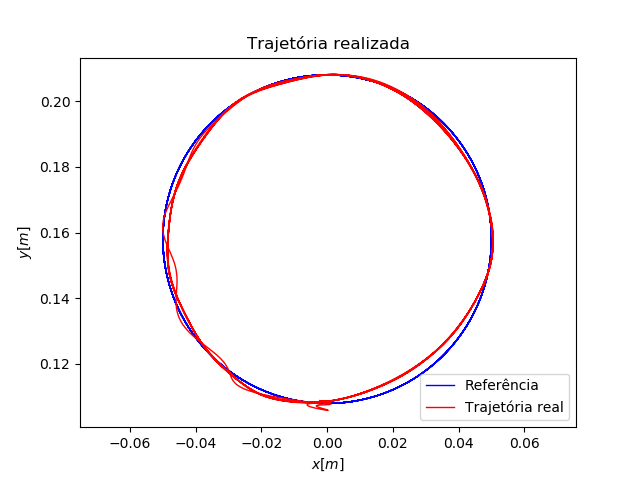 Trajetória realizada
0.20
0.18
0.16
0.14
0.12
y[m]
−0.06 −0.04 −0.02 0.00 0.02 0.04 0.06
x[m]
Referência
Trajetória real